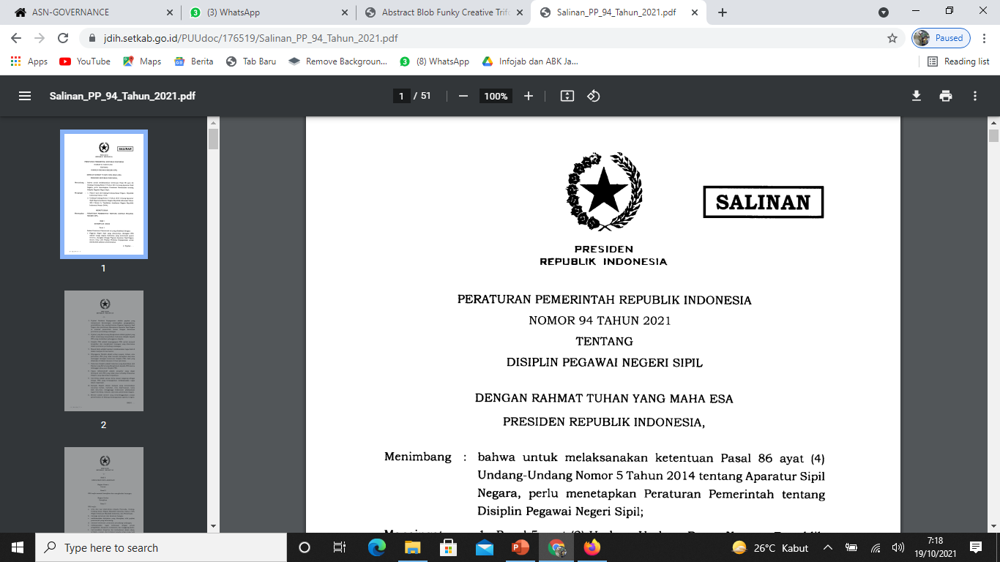 ASN-GOVERNANCE
(3) WhatsApp
Abstract Blob Funky Creative Trif
Salinan_PP_94_Tahun_2021.pdf
jdih.setkab.go.id/PUUdoc/176519/Salinan_PP_94_Tahun_2021.pdf
Paused
Apps
YouTube
Maps
Berita
Tab Baru
Remove Backgroun...
(8) WhatsApp
Infojab dan ABK Ja...
Reading list
Salinan_PP_94_Tahun_2021.pdf
1 / 51
100%
1
2
SALINAN
PRESIDEN
REPUBLIK INDONESIA
PERATURAN PEMERINTAH REPUBLIK INDONESIA
NOMOR 94 TAHUN 2021
TENTANG
DISIPLIN PEGAWAI NEGERI SIPIL
DENGAN RAHMAT TUHAN YANG MAHA ESA
PRESIDEN REPUBLIK INDONESIA,
Menimbang : bahwa untuk melaksanakan ketentuan Pasal 86 ayat (4)
Undang-Undang Nomor 5 Tahun 2014 tentang Aparatur Sipil
Negara, perlu menetapkan Peraturan Pemerintah tentang
Disiplin Pegawai Negeri Sipil;
Type here to search
26°C Kabut
7:18
19/10/2021